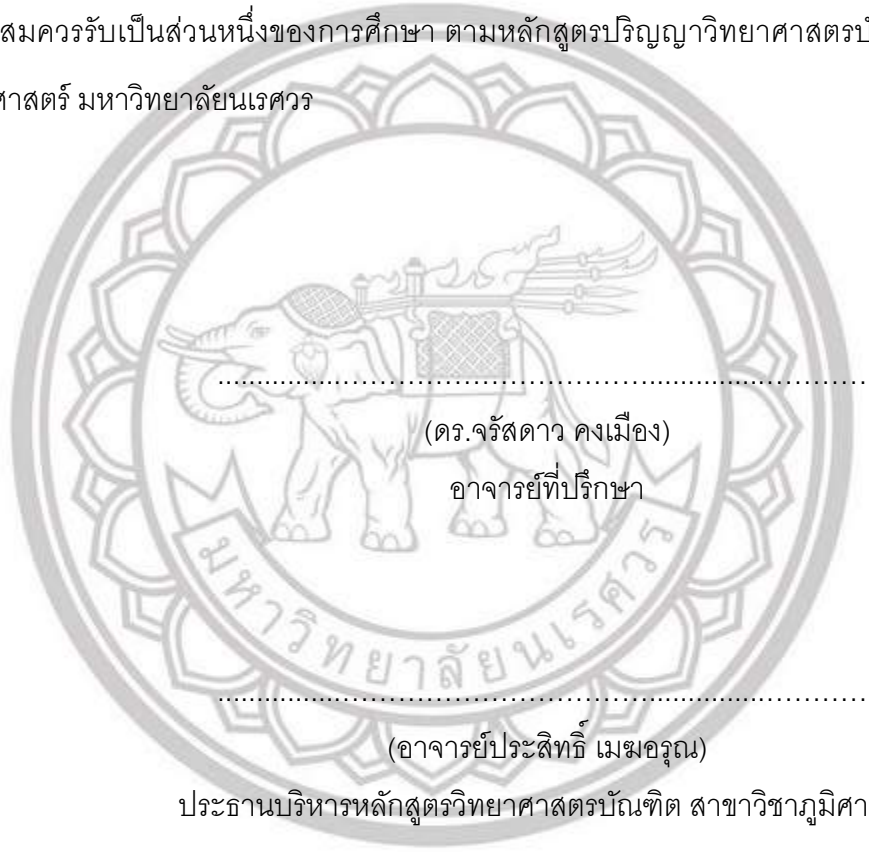 สมควรรับเป็นส่วนหนึ่งของการศึกษา ตามหลักสูตรปริญญาวิทยาศาสตรบั
ศาสตร์ มหาวิทยาลัยนเรศวร
(ดร.จรัสดาว คงเมือง)
อาจารย์ที่ปรึกษา
มหาวิทยาลัยนเรศวร
(อาจารย์ประสิทธิ์ เมฆอรุณ)
ประธานบริหารหลักสูตรวิทยาศาสตรบัณฑิต สาขาวิชาภูมิศา